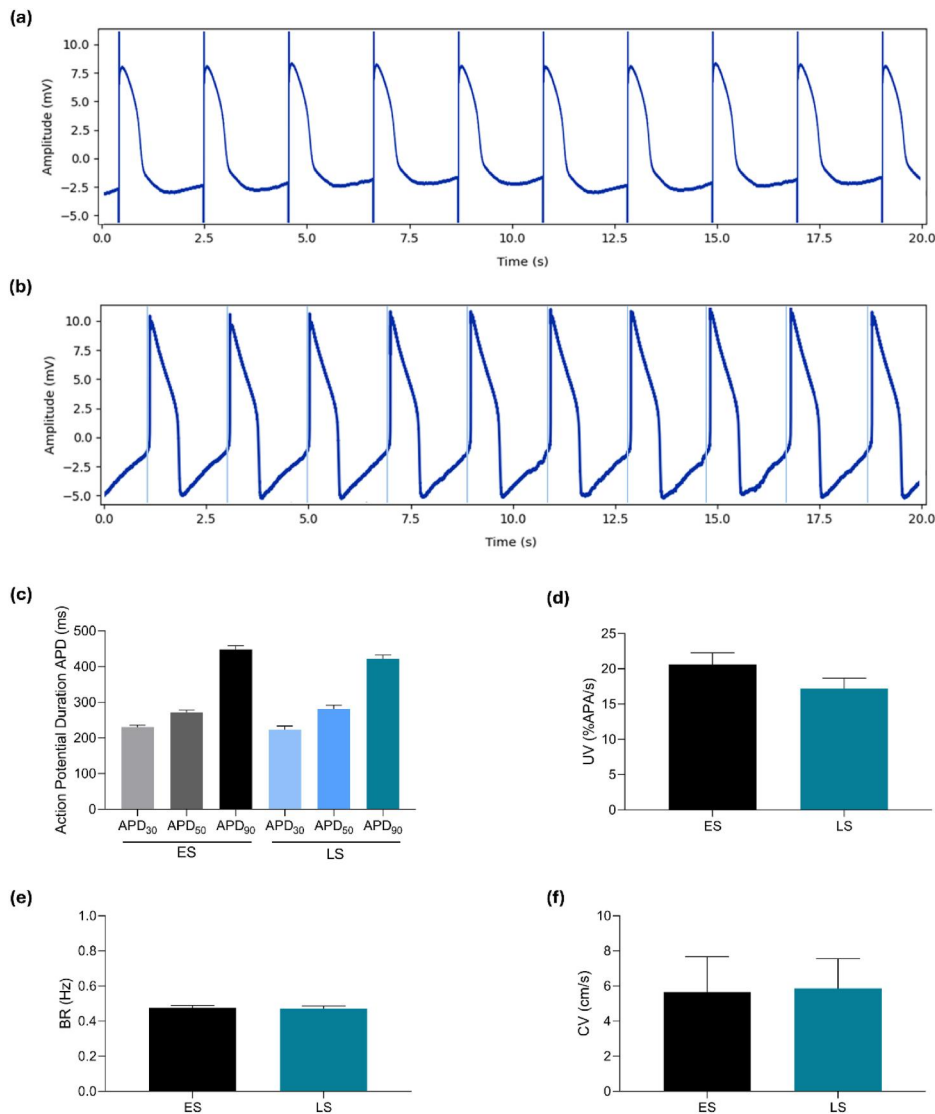 (a)
Amplitude (mV)
10.0
7.5
5.0
2.5
0.0
−2.5
−5.0
0.0 2.5 5.0 7.5 10.0 12.5 15.0 17.5 20.0
Time (s)
(b)
Amplitude (mV)
10.0
7.5
5.0
2.5
0.0
−2.5
−5.0
0.0 2.5 5.0 7.5 10.0 12.5 15.0 17.5 20.0
Time (s)
(c)
Action Potential Duration APD (ms)
500
400
300
200
100
0
APD30 APD50 APD90 APD30 APD50 APD90
ES LS
(d)
UV (%APA/s)
25
20
15
10
5
0
ES LS
(e)
BR (Hz)
1.0
0.8
0.6
0.4
0.2
0.0
ES LS
(f)
CV (cm/s)
10
8
6
4
2
0
ES LS